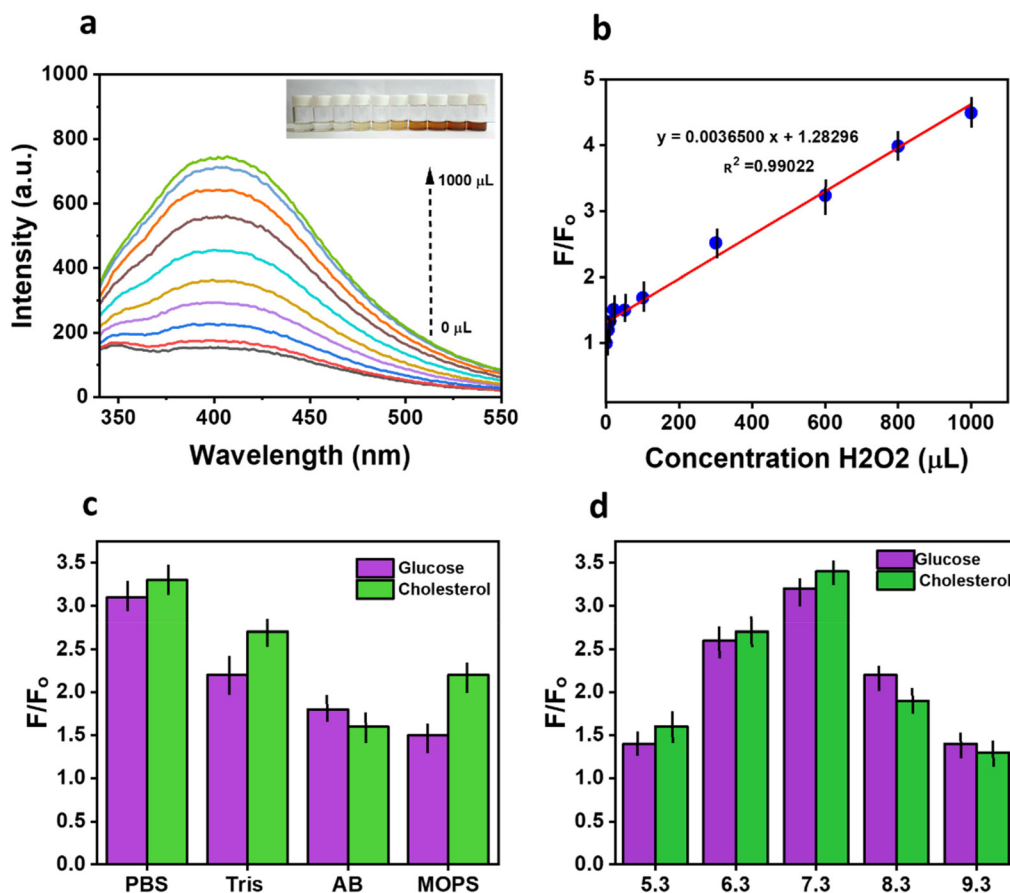 a
1000
800
600
400
200
0
350
400
450
500
550
Intensity (a.u.)
Wavelength (nm)
1000 μL
0 μL
b
5
4
3
2
1
0
200
400
600
800
1000
F/Fo
Concentration H2O2 (μL)
y = 0.0036500 x + 1.28296
R² =0.99022
c
3.5
3.0
2.5
2.0
1.5
1.0
0.5
0.0
F/Fo
Glucose
Cholesterol
PBS
Tris
AB
MOPS
d
3.5
3.0
2.5
2.0
1.5
1.0
0.5
0.0
F/Fo
Glucose
Cholesterol
5.3
6.3
7.3
8.3
9.3